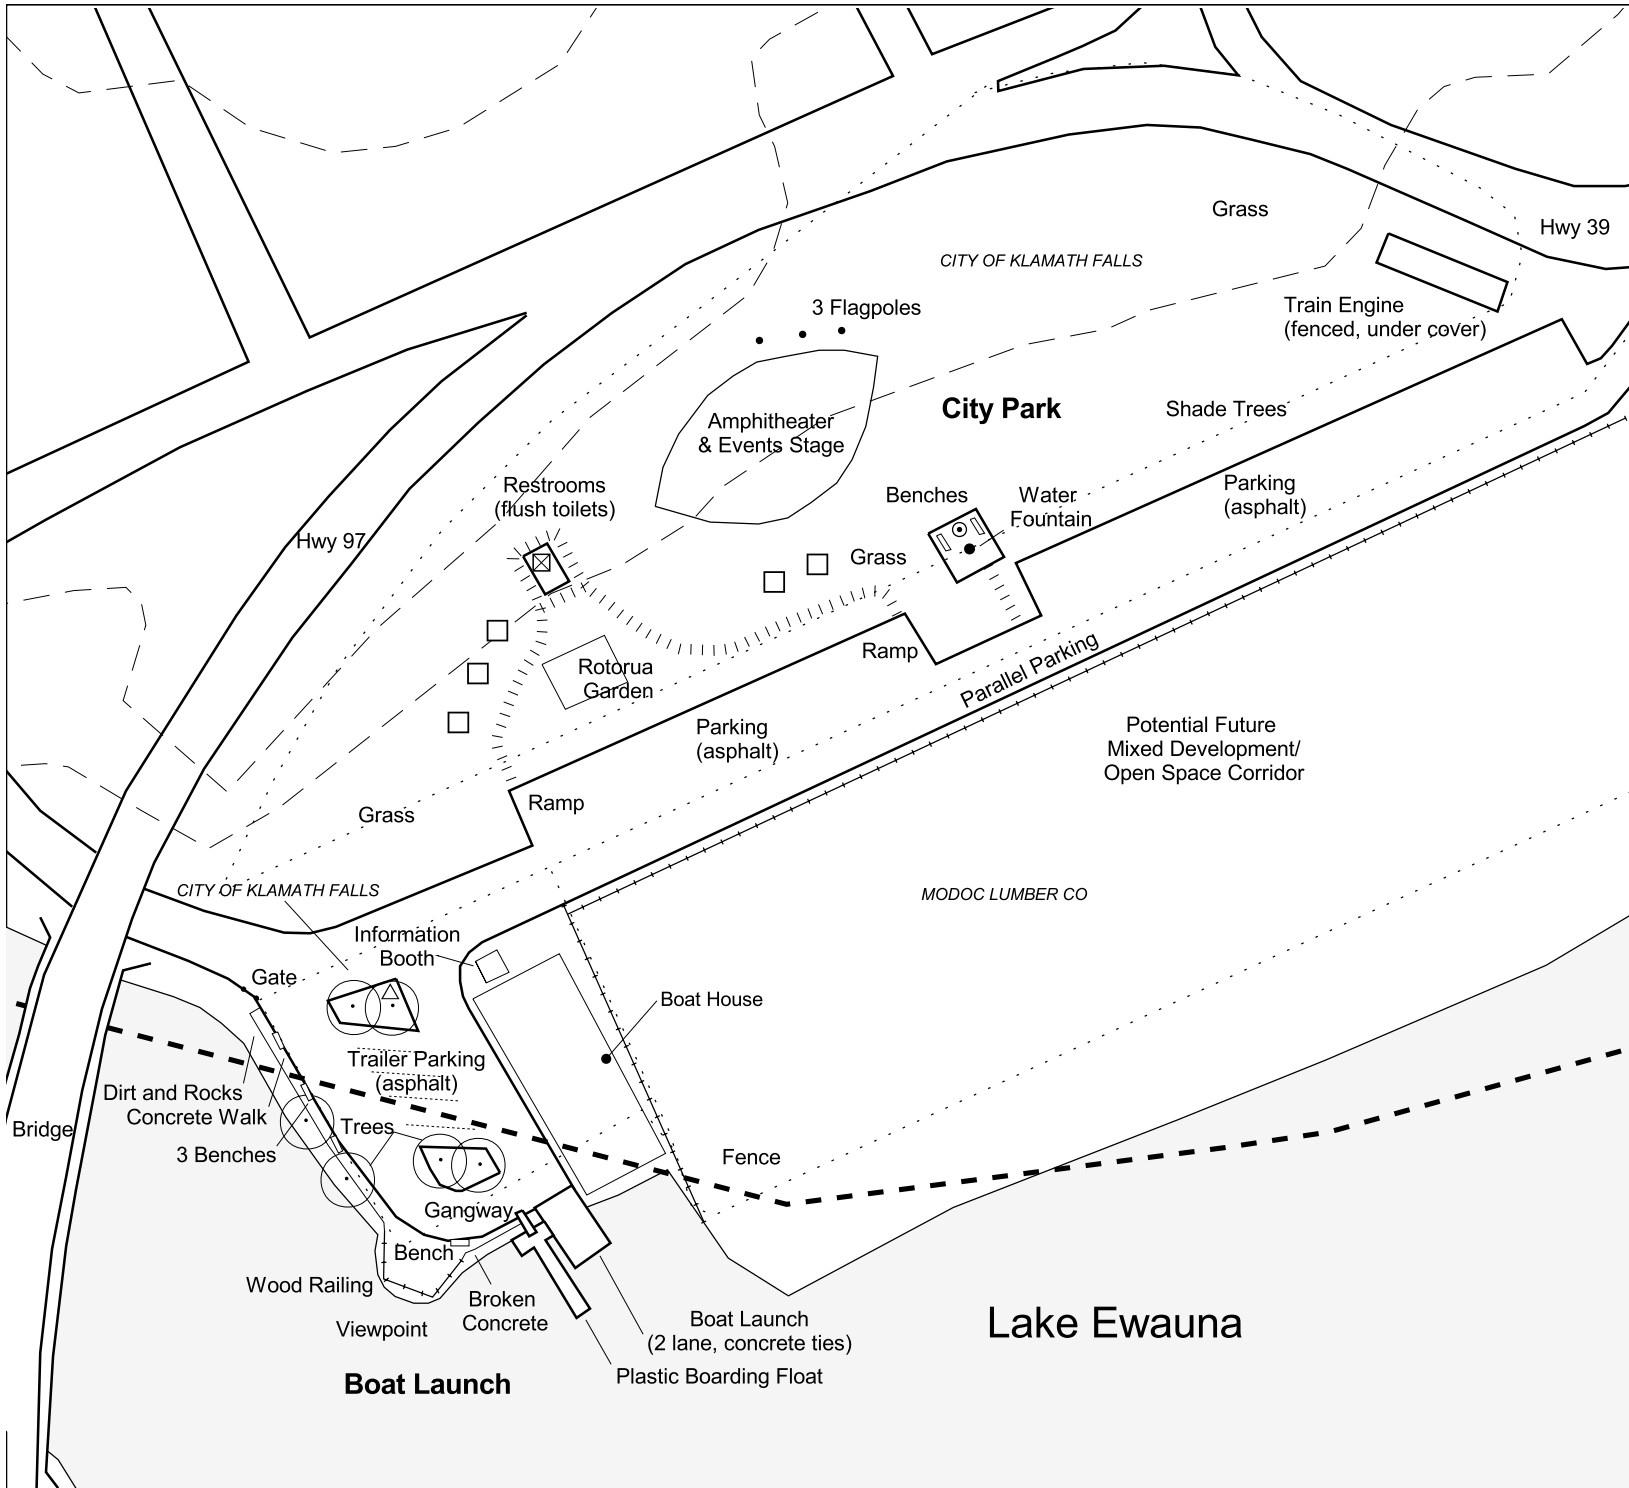 Grass
Hwy 39
CITY OF KLAMATH FALLS
3 Flagpoles
Train Engine
(fenced, under cover)
City Park
Shade Trees
Amphitheater
& Events Stage
Restrooms
(flush toilets)
Benches
Water
Fountain
Parking
(asphalt)
Hwy 97
Grass
Ramp
Parallel Parking
Rotorua
Garden
Parking
(asphalt)
Potential Future
Mixed Development/
Open Space Corridor
Ramp
Grass
CITY OF KLAMATH FALLS
MODOC LUMBER CO
Information
Booth
Gate
Boat House
Trailer Parking
(asphalt)
Dirt and Rocks
Concrete Walk
Bridge
Trees
3 Benches
Fence
Gangway
Bench
Wood Railing
Broken
Concrete
Viewpoint
Boat Launch
(2 lane, concrete ties)
Lake Ewauna
Plastic Boarding Float
Boat Launch